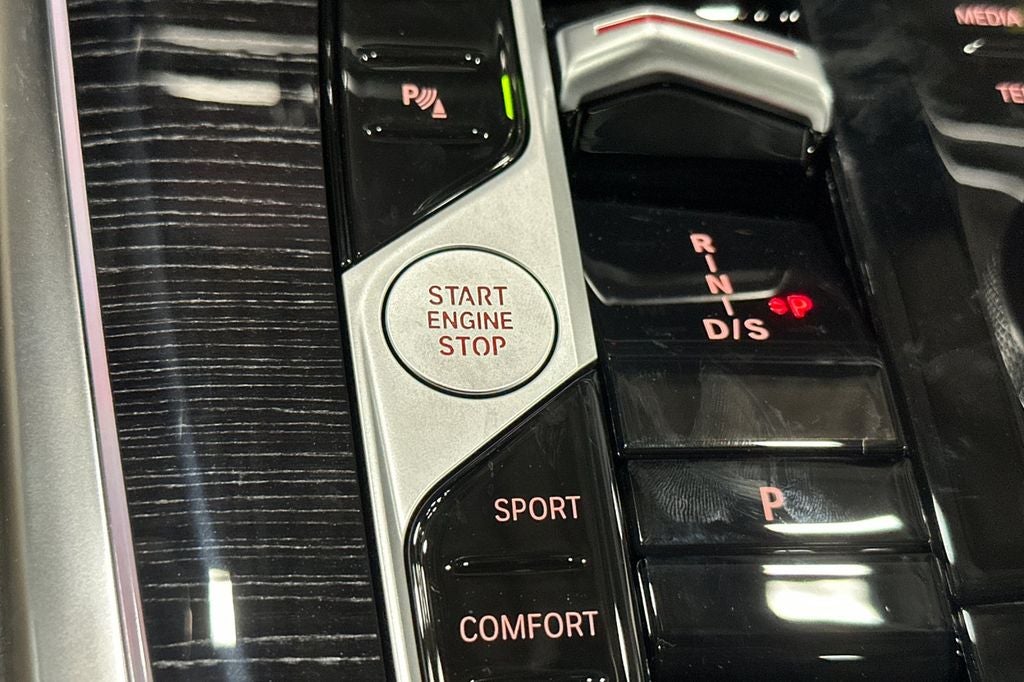 MEDIA
P
START
ENGINE
STOP
R
N
D/S
SPORT
P
COMFORT